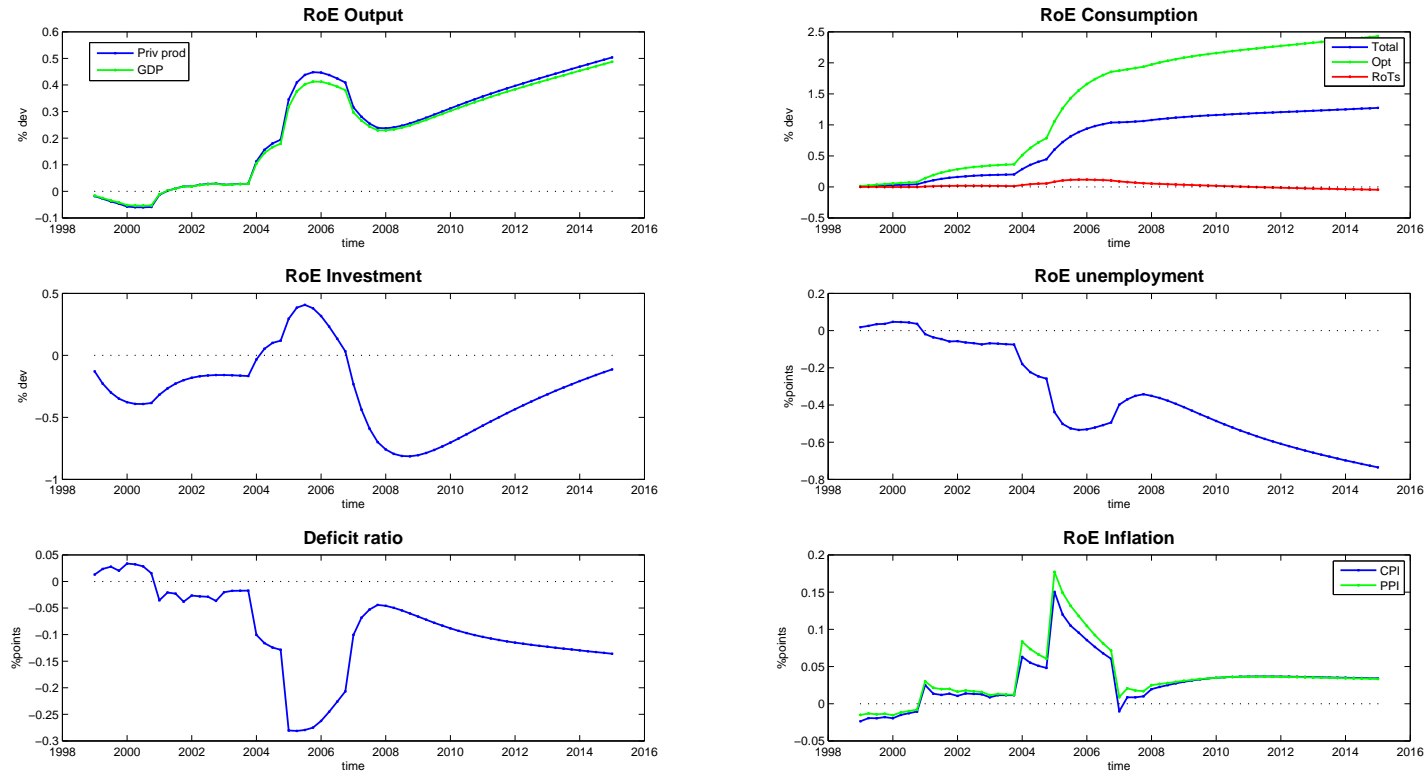 RoE Output
0.6
0.5
0.4
0.3
0.2
0.1
0
−0.1
% dev
Priv prod
GDP
1998 2000 2002 2004 2006 2008 2010 2012 2014 2016
time
RoE Consumption
2.5
2
1.5
1
0.5
0
−0.5
% dev
Total
Opt
RoTs
1998 2000 2002 2004 2006 2008 2010 2012 2014 2016
time
RoE Investment
0.5
0
−0.5
−1
% dev
1998 2000 2002 2004 2006 2008 2010 2012 2014 2016
time
RoE unemployment
0.2
0
−0.2
−0.4
−0.6
−0.8
%points
1998 2000 2002 2004 2006 2008 2010 2012 2014 2016
time
Deficit ratio
0.05
0
−0.05
−0.1
−0.15
−0.2
−0.25
−0.3
%points
1998 2000 2002 2004 2006 2008 2010 2012 2014 2016
time
RoE Inflation
0.2
0.15
0.1
0.05
0
−0.05
%points
CPI
PPI
1998 2000 2002 2004 2006 2008 2010 2012 2014 2016
time